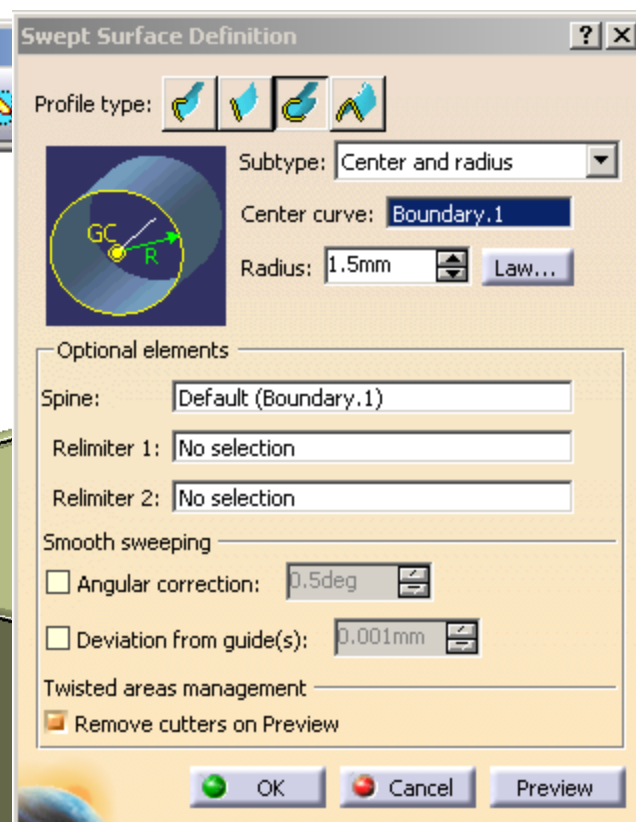 Swept Surface Definition
Profile type:
Subtype: Center and radius
GC
R
Center curve: Boundary.1
Radius: 1.5mm Law...
Optional elements
Spine: Default (Boundary.1)
Relimiter 1: No selection
Relimiter 2: No selection
Smooth sweeping
Angular correction: 0.5deg
Deviation from guide(s): 0.001mm
Twisted areas management
Remove cutters on Preview
OK Cancel Preview